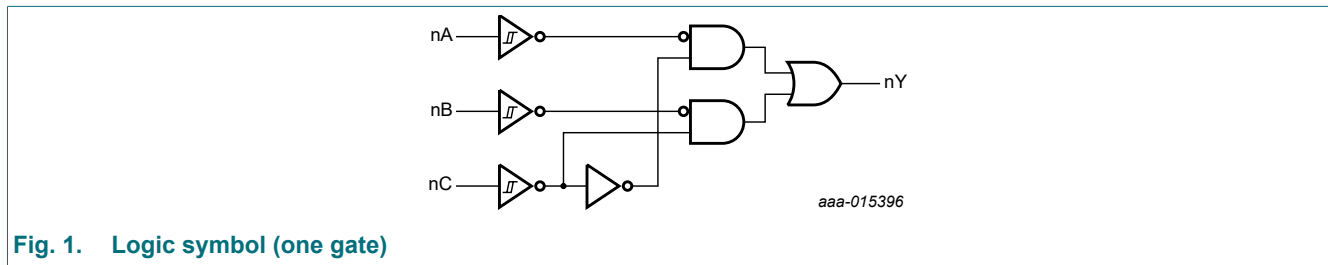 nA
nY
nB
nC
aaa-015396
Fig. 1. Logic symbol (one gate)